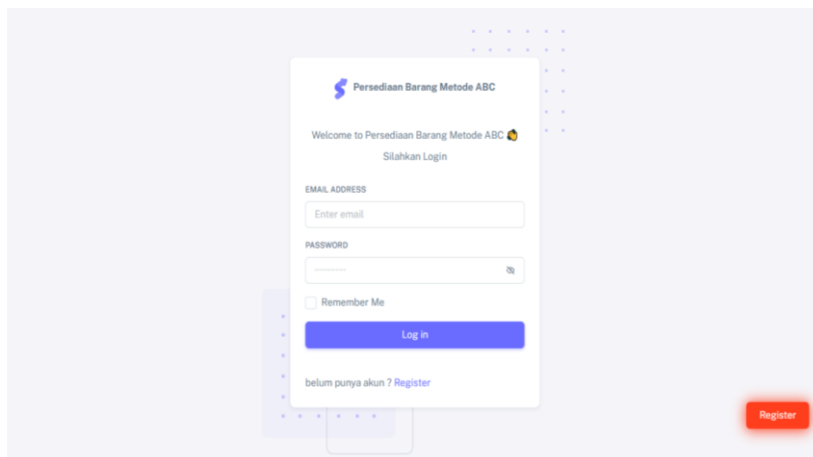 Persediaan Barang Metode ABC
Welcome to Persediaan Barang Metode ABC
Silahkan Login
EMAIL ADDRESS
Enter email
PASSWORD
Remember Me
Log in
belum punya akun ? Register
Register